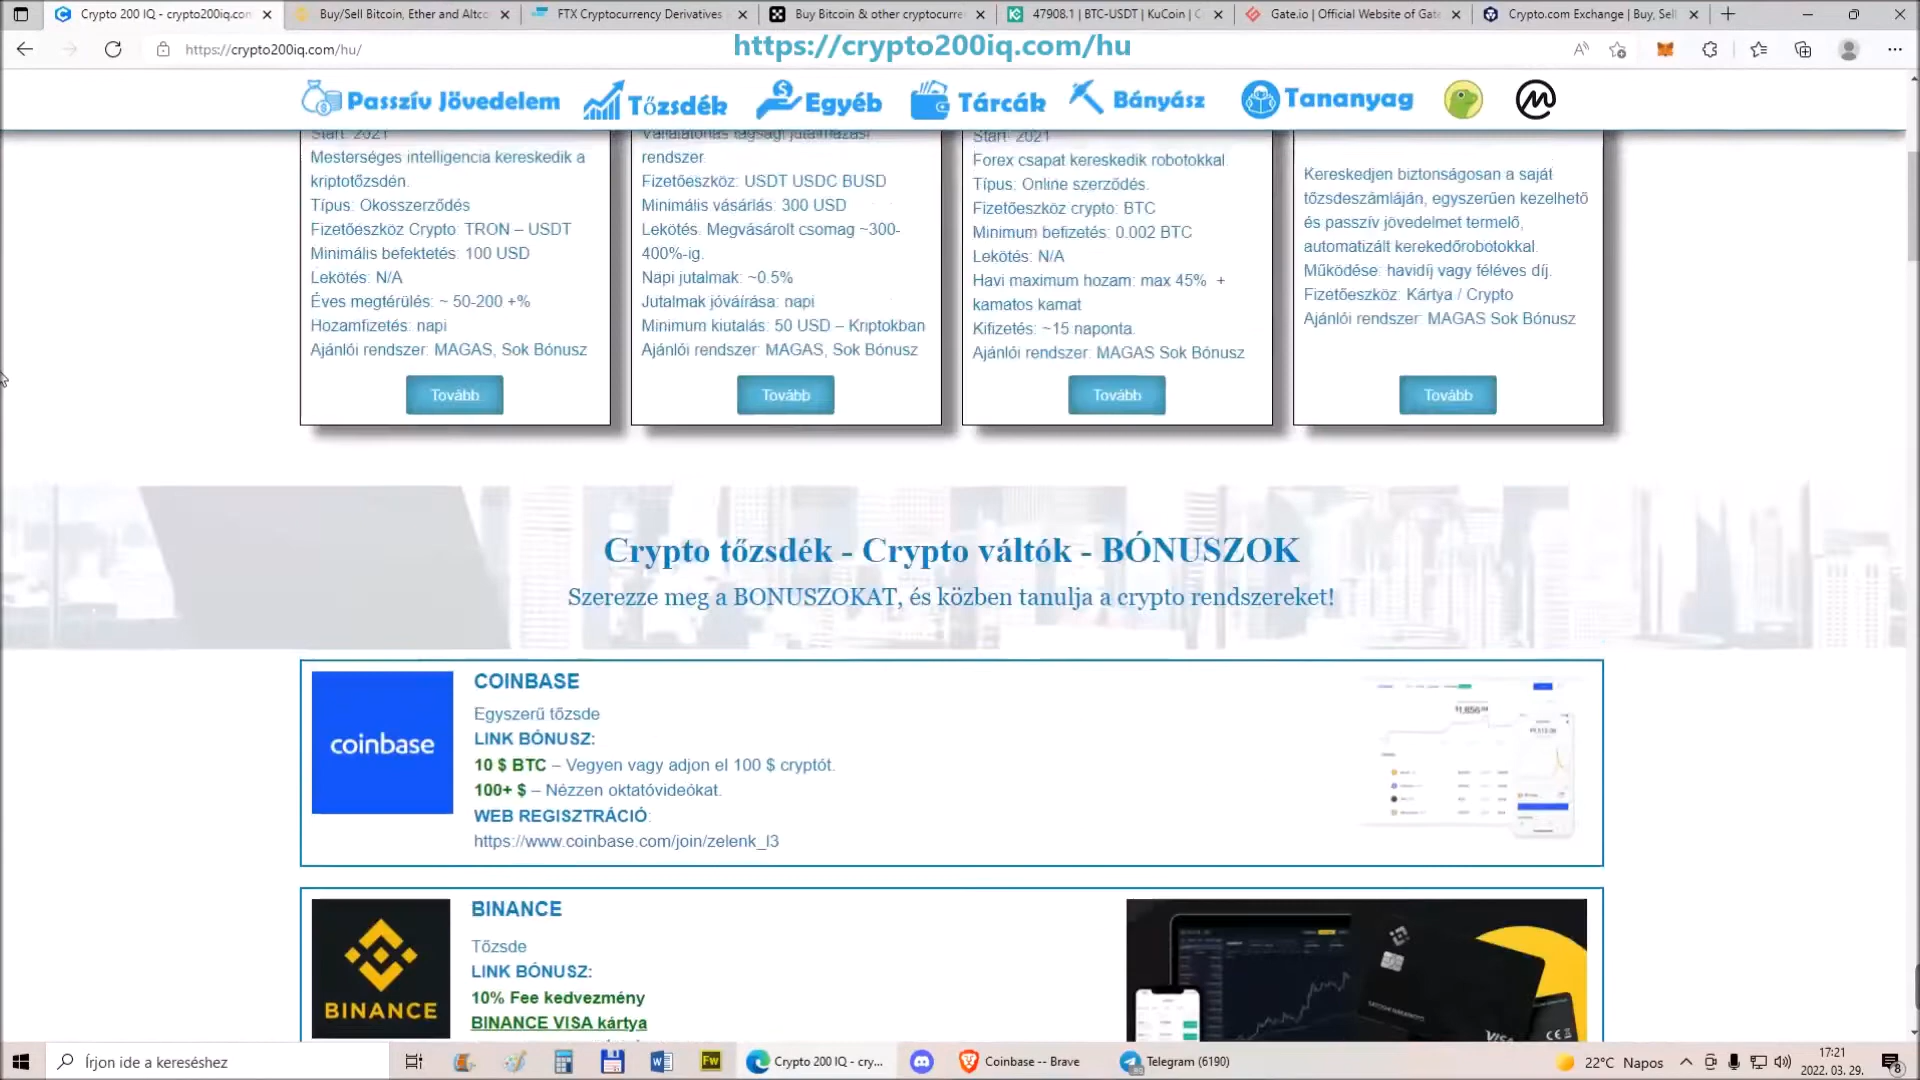 Crypto 200 IQ - crypto200iq.com
Buy/Sell Bitcoin, Ether and Altco
FTX Cryptocurrency Derivatives
Buy Bitcoin & other cryptocurre
47908.1 | BTC-USDT | KuCoin | C
Gate.io | Official Website of Gate
Crypto.com Exchange | Buy, Sell
https://crypto200iq.com/hu/
https://crypto200iq.com/hu
Passzív Jövedelem
Tőzsdék
Egyéb
Tárcák
Bányász
Tananyag
Start: 2021
Mesterséges intelligencia kereskedik a
kriptotőzsdén.
Típus: Okosszerződés
Fizetőeszköz Crypto: TRON – USDT
Minimális befektetés: 100 USD
Lekötés: N/A
Éves megtérülés: ~ 50-200 +%
Hozamfizetés: napi
Ajánlói rendszer: MAGAS, Sok Bónusz
Tovább
Vállalatónás tagsági jutalmazási
rendszer
Fizetőeszköz: USDT USDC BUSD
Minimális vásárlás: 300 USD
Lekötés: Megvásárolt csomag ~300-
400%-ig.
Napi jutalmak: ~0.5%
Jutalmak jóváírása: napi
Minimum kiutalás: 50 USD – Kriptokban
Ajánlói rendszer: MAGAS, Sok Bónusz
Tovább
Start: 2021
Forex csapat kereskedik robotokkal.
Típus: Online szerződés.
Fizetőeszköz crypto: BTC
Minimum befizetés: 0.002 BTC
Lekötés: N/A
Havi maximum hozam: max 45% +
kamatos kamat
Kifizetés: ~15 naponta.
Ajánlói rendszer: MAGAS Sok Bónusz
Tovább
Kereskedjen biztonságosan a saját
tőzsdeszámláján, egyszerűen kezelhető
és passzív jövedelmet termelő,
automatizált kerekedőrobotokkal.
Működése: havidíj vagy féléves díj.
Fizetőeszköz: Kártya / Crypto
Ajánlói rendszer: MAGAS Sok Bónusz
Tovább
Crypto tőzsdék - Crypto váltók - BÓNUSZOK
Szerezze meg a BONUSZOKAT, és közben tanulja a crypto rendszereket!
coinbase
COINBASE
Egyszerű tőzsde
LINK BÓNUSZ:
10 $ BTC – Vegyen vagy adjon el 100 $ cryptót.
100+ $ – Nézzen oktatóvideókat.
WEB REGISZTRÁCIÓ:
https://www.coinbase.com/join/zelenk_l3
BINANCE
BINANCE
Tőzsde
LINK BÓNUSZ:
10% Fee kedvezmény
BINANCE VISA kártya
VISA
Írjon ide a kereséshez
W
Fw
Crypto 200 IQ - cry...
Coinbase -- Brave
Telegram (6190)
22°C Napos
17:21
2022. 03. 29.
8